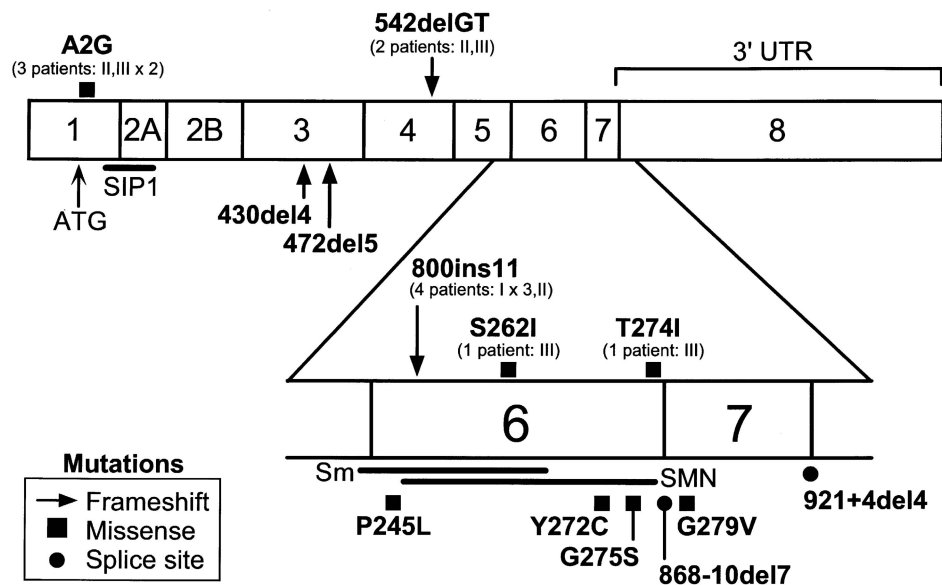 542delGT
(2 patients: II,III)
A2G
(3 patients: II,III x 2)
3' UTR
1 2A 2B 3 4 5 6 7 8
SIP1
ATG
430del4
472del5
800ins11
(4 patients: I x 3,II)
S262I
(1 patient: III)
T274I
(1 patient: III)
6 7
Sm
SMN
921+4del4
P245L
Y272C
G279V
G275S
868-10del7
Mutations
Frameshift
Missense
Splice site